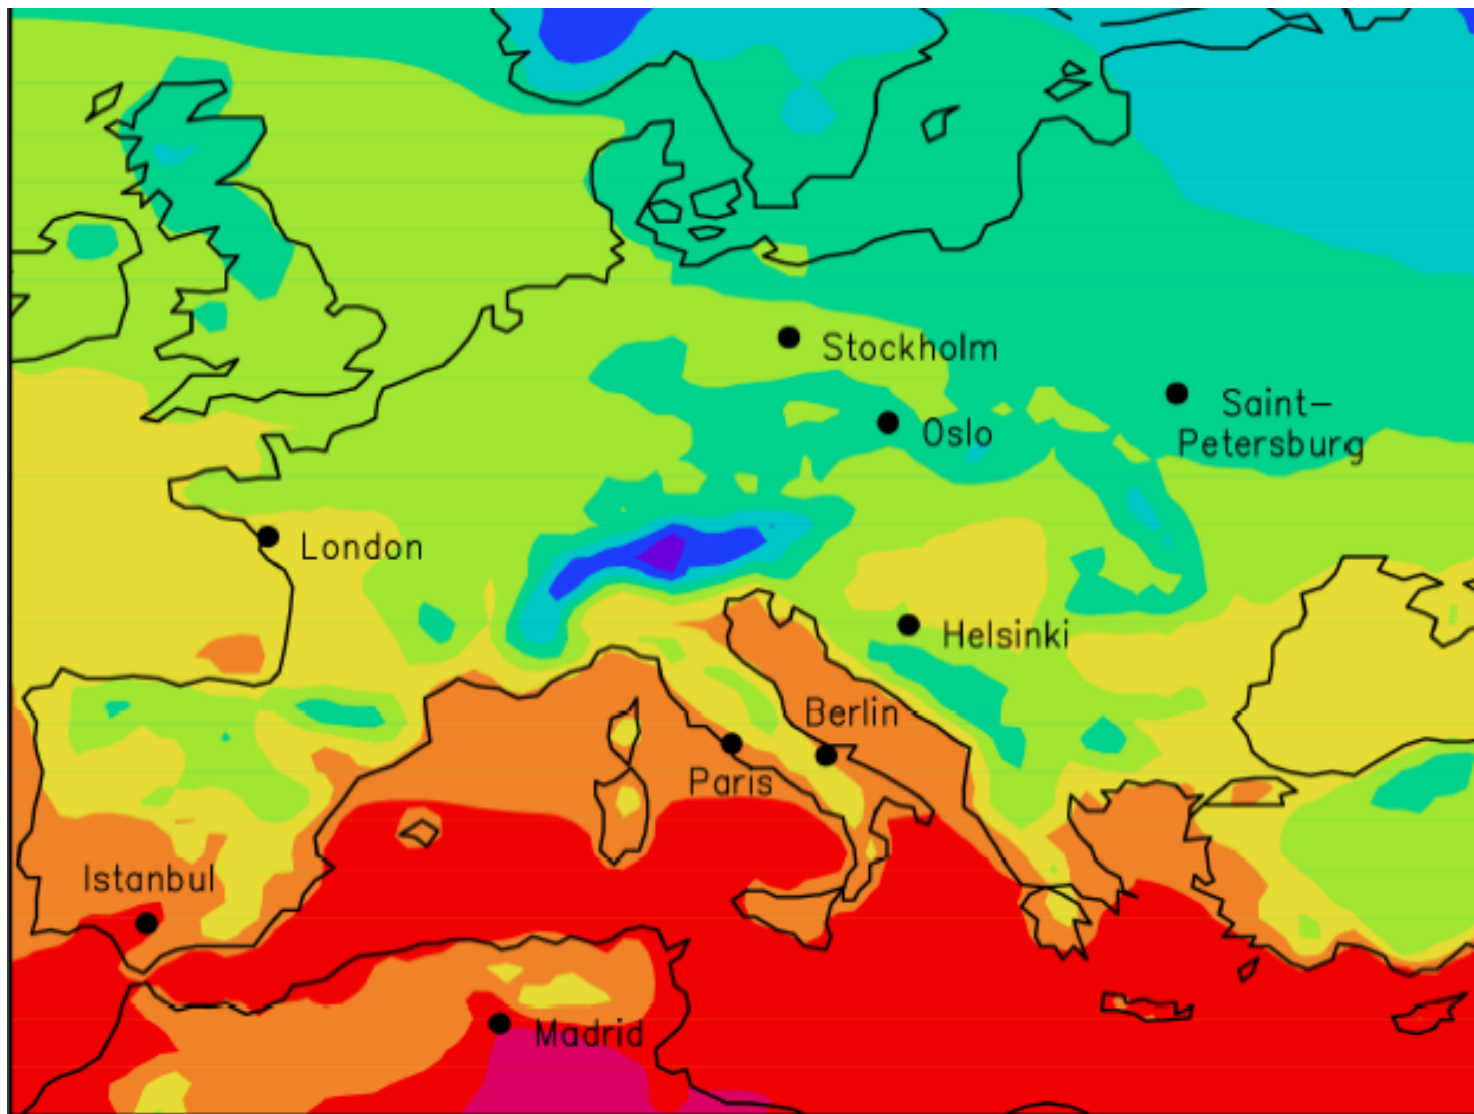 Stockholm
Saint-
Petersburg
Oslo
London
Helsinki
Berlin
Paris
Istanbul
Madrid